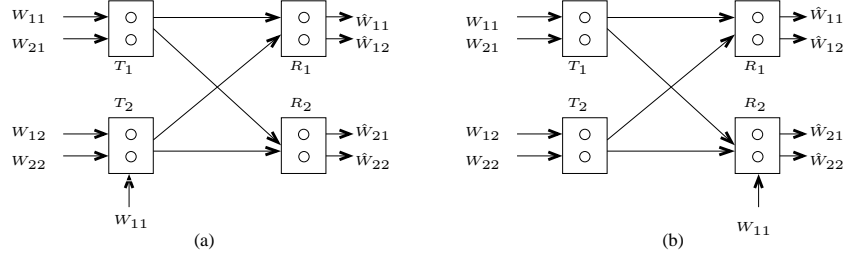 W₁₁ Ŵ₁₁ W₁₁ Ŵ₁₁
W₂₁ Ŵ₁₂ W₂₁ Ŵ₁₂
T₁ R₁ T₁ R₁
T₂ R₂ T₂ R₂
W₁₂ Ŵ₂₁ W₁₂ Ŵ₂₁
W₂₂ Ŵ₂₂ W₂₂ Ŵ₂₂
W₁₁ W₁₁
(a) (b)